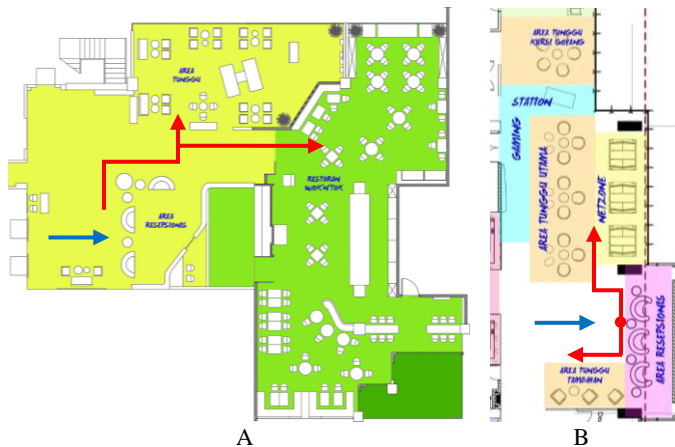 AREA
TUNGGU
RESTORAN
WOK'N'TOK
AREA
RESEPSIONIS
A
AREA TUNGGU
KURSI GOYANG
STATION
GAMING
AREA TUNGGU UTAMA
NETZONE
AREA RESEPSIONIS
AREA TUNGGU
TAMBAHAN
B